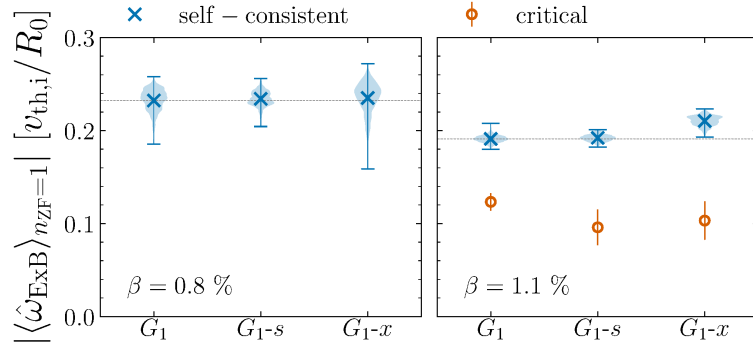 self − consistent critical
|⟨ω̂_ExB⟩_{n_ZF=1}| [v_th,i/R_0]
0.3
0.2
0.1
0.0
β = 0.8 %
β = 1.1 %
G_1 G_1-s G_1-x G_1 G_1-s G_1-x